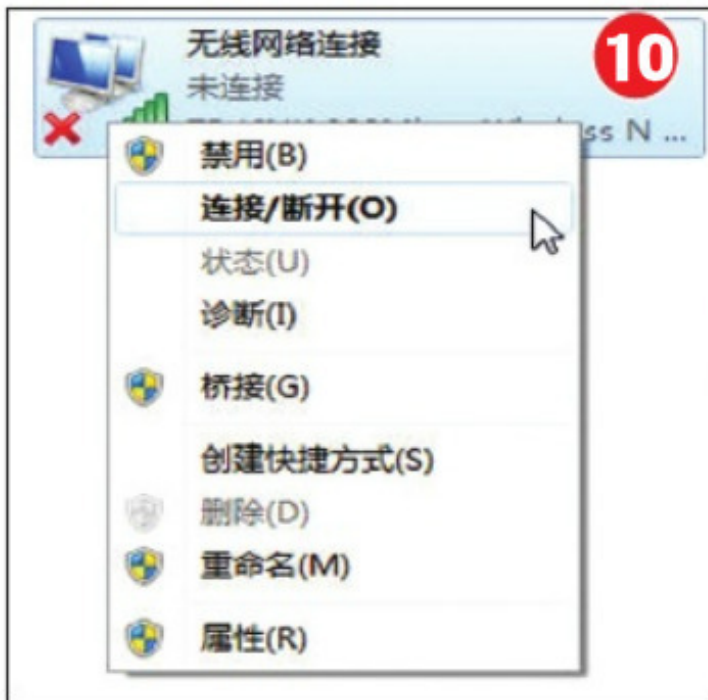 无线网络连接
10
未连接
ss N ...
禁用(B)
连接/断开(O)
状态(U)
诊断(I)
桥接(G)
创建快捷方式(S)
删除(D)
重命名(M)
属性(R)